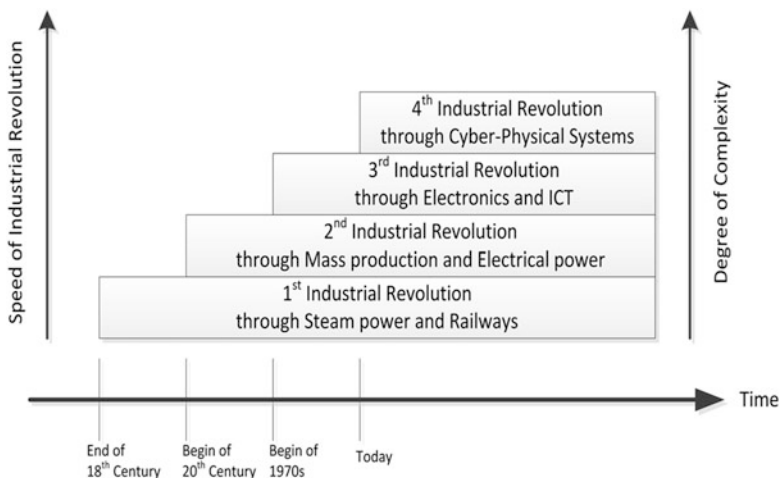 Speed of Industrial Revolution
Degree of Complexity
4th Industrial Revolution
through Cyber-Physical Systems
3rd Industrial Revolution
through Electronics and ICT
2nd Industrial Revolution
through Mass production and Electrical power
1st Industrial Revolution
through Steam power and Railways
Time
End of
18th Century
Begin of
20th Century
Begin of
1970s
Today